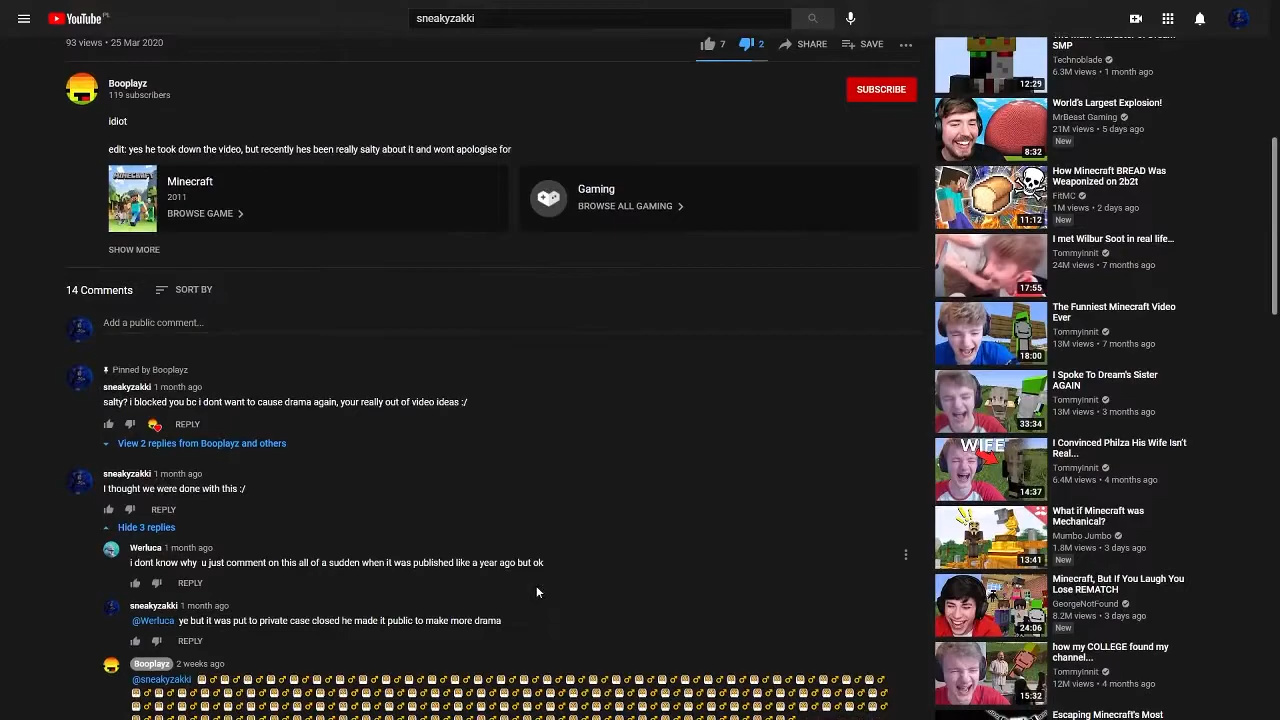 YouTube PL
sneakyzakki
93 views • 25 Mar 2020
7
2
SHARE
SAVE
Booplayz
119 subscribers
SUBSCRIBE
idiot
edit: yes he took down the video, but recently hes been really salty about it and wont apologise for
Minecraft
2011
BROWSE GAME
Gaming
BROWSE ALL GAMING
SHOW MORE
14 Comments
SORT BY
Add a public comment...
Pinned by Booplayz
sneakyzakki 1 month ago
salty? i blocked you bc i dont want to cause drama again, your really out of video ideas :/
REPLY
View 2 replies from Booplayz and others
sneakyzakki 1 month ago
I thought we were done with this :/
REPLY
Hide 3 replies
Werluca 1 month ago
i dont know why u just comment on this all of a sudden when it was published like a year ago but ok
REPLY
sneakyzakki 1 month ago
@Werluca ye but it was put to private case closed he made it public to make more drama
REPLY
Booplayz 2 weeks ago
@sneakyzakki
SMP
Technoblade
6.3M views • 1 month ago
12:29
World's Largest Explosion!
MrBeast Gaming
21M views • 5 days ago
New
8:32
How Minecraft BREAD Was
Weaponized on 2b2t
FitMC
1M views • 2 days ago
New
11:12
I met Wilbur Soot in real life...
TommyInnit
24M views • 7 months ago
17:55
The Funniest Minecraft Video
Ever
TommyInnit
13M views • 7 months ago
18:00
I Spoke To Dream's Sister
AGAIN
TommyInnit
13M views • 3 months ago
33:34
WIFE
I Convinced Philza His Wife Isn't
Real...
TommyInnit
6.4M views • 4 months ago
14:37
What if Minecraft was
Mechanical?
Mumbo Jumbo
1.8M views • 3 days ago
New
13:41
Minecraft, But If You Laugh You
Lose REMATCH
GeorgeNotFound
8.2M views • 3 days ago
New
24:06
how my COLLEGE found my
channel...
TommyInnit
12M views • 4 months ago
15:32
Escaping Minecraft's Most